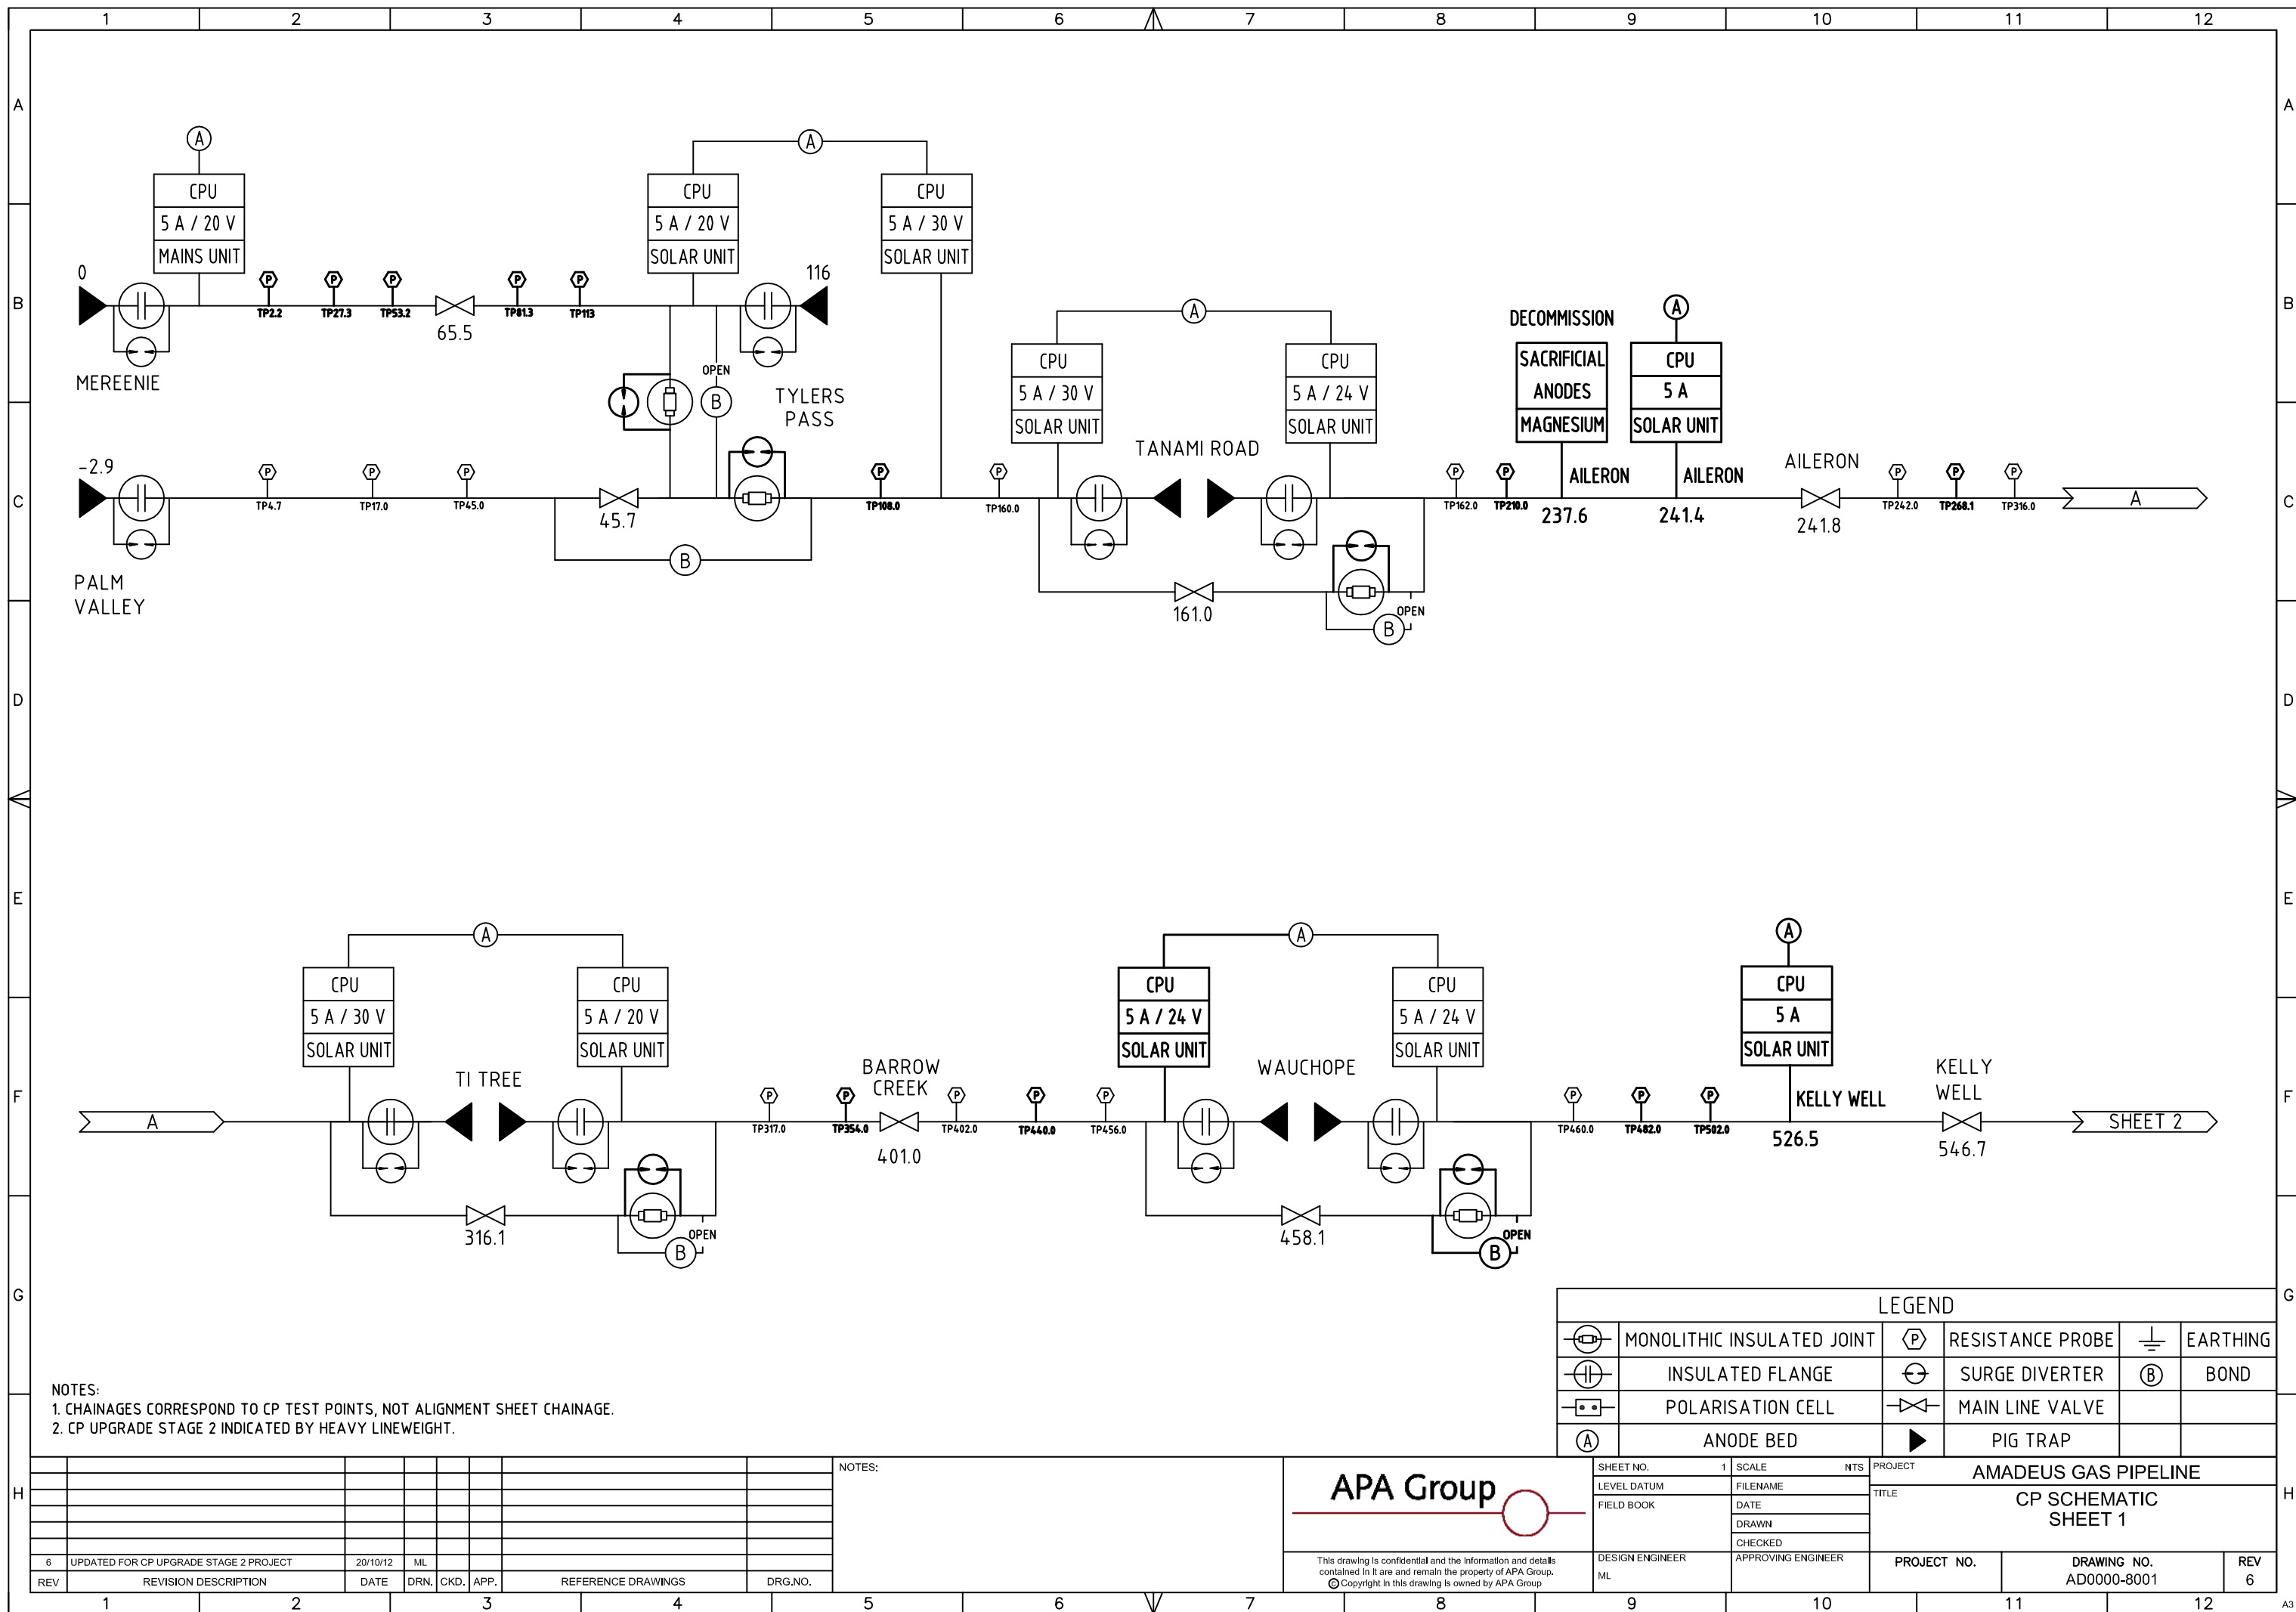 1 2 3 4 5 6 7 8 9 10 11 12
A A
A A
CPU CPU CPU
5 A / 20 V 5 A / 20 V 5 A / 30 V
MAINS UNIT SOLAR UNIT SOLAR UNIT
0 P P P P P 116
B B
TP2.2 TP27.3 TP53.2 TP81.3 TP113
65.5
MEREENIE
OPEN
B
TYLERS
PASS
A
CPU CPU
5 A / 30 V 5 A / 24 V
SOLAR UNIT SOLAR UNIT
TANAMI ROAD
DECOMMISSION
SACRIFICIAL
ANODES
MAGNESIUM
A
CPU
5 A
SOLAR UNIT
AILERON AILERON AILERON
-2.9 P P P P P P P P P P
C C
TP4.7 TP17.0 TP45.0 45.7 TP108.0 TP160.0 TP162.0 TP210.0 237.6 241.4 241.8 TP242.0 TP268.1 TP316.0 A
B
PALM
VALLEY
161.0
OPEN
B
D D
E E
A A A
CPU CPU CPU CPU CPU
5 A / 30 V 5 A / 20 V 5 A / 24 V 5 A / 24 V 5 A
SOLAR UNIT SOLAR UNIT SOLAR UNIT SOLAR UNIT SOLAR UNIT
TI TREE
BARROW
CREEK
WAUCHOPE
KELLY WELL
KELLY
WELL
F F
P P P P P P P P
A TP317.0 TP354.0 401.0 TP402.0 TP440.0 TP456.0 TP460.0 TP482.0 TP502.0 526.5 546.7 SHEET 2
316.1
OPEN
B
458.1
OPEN
B
G G
LEGEND
MONOLITHIC INSULATED JOINT P RESISTANCE PROBE EARTHING
INSULATED FLANGE SURGE DIVERTER B BOND
POLARISATION CELL MAIN LINE VALVE
A ANODE BED PIG TRAP
NOTES:
1. CHAINAGES CORRESPOND TO CP TEST POINTS, NOT ALIGNMENT SHEET CHAINAGE.
2. CP UPGRADE STAGE 2 INDICATED BY HEAVY LINEWEIGHT.
H H
6 UPDATED FOR CP UPGRADE STAGE 2 PROJECT 20/10/12 ML
REV REVISION DESCRIPTION DATE DRN. CKD. APP. REFERENCE DRAWINGS DRG.NO.
NOTES:
APA Group
This drawing is confidential and the information and details
contained in it are and remain the property of APA Group.
© Copyright in this drawing is owned by APA Group
SHEET NO. 1 SCALE NTS
LEVEL DATUM FILENAME
FIELD BOOK DATE
DRAWN
CHECKED
DESIGN ENGINEER APPROVING ENGINEER
ML
PROJECT AMADEUS GAS PIPELINE
TITLE CP SCHEMATIC
SHEET 1
PROJECT NO. DRAWING NO. REV
AD0000-8001 6
1 2 3 4 5 6 7 8 9 10 11 12 A3